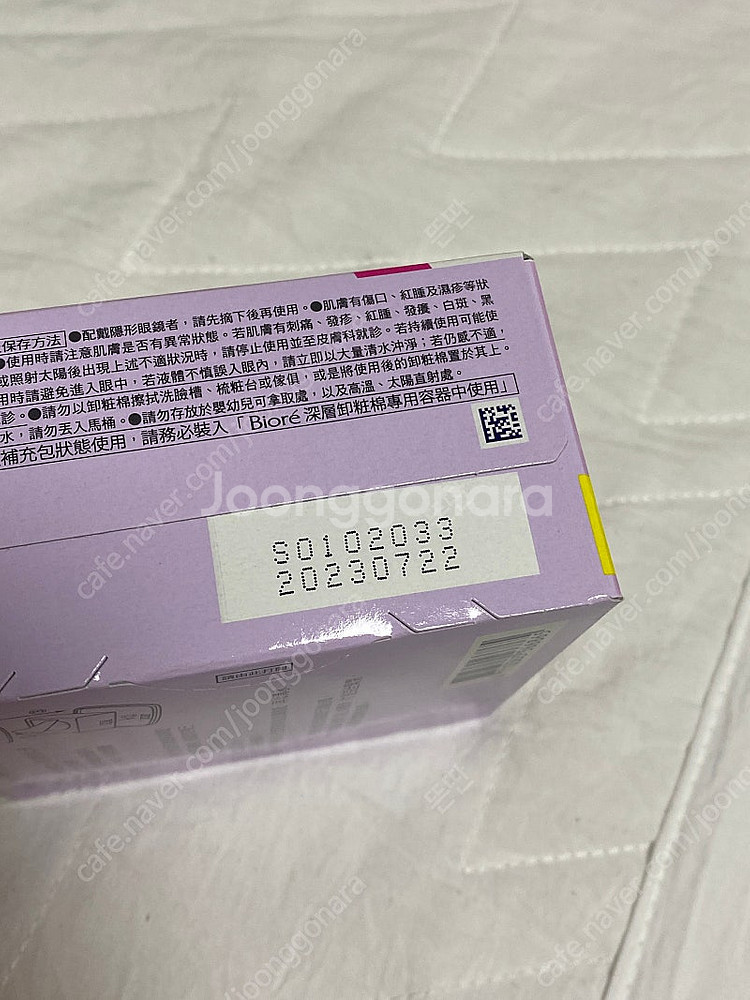 保存方法 ●配戴隱形眼鏡者，請先摘下後再使用。●肌膚有傷口、紅腫及濕疹等狀
●使用時請注意肌膚是否有異常狀態。若肌膚有刺痛、發疹、紅腫、發癢、白斑、黑
或照射太陽後出現上述不適狀況時，請停止使用並至皮膚科就診。若持續使用可能使
用時請避免進入眼中，若液體不慎誤入眼內，請立即以大量清水沖淨；若仍感不適，
診。●請勿以卸粧棉擦拭洗臉檯、梳粧台或傢俱，或是將使用後的卸粧棉置於其上。
水，請勿丟入馬桶。●請勿存放於嬰幼兒可拿取處，以及高溫、太陽直射處。
補充包狀態使用，請務必裝入「Bioré 深層卸粧棉專用容器中使用」
Joonggonara
S0102033
20230722
請由此打開
cafe.naver.com/joonggonara